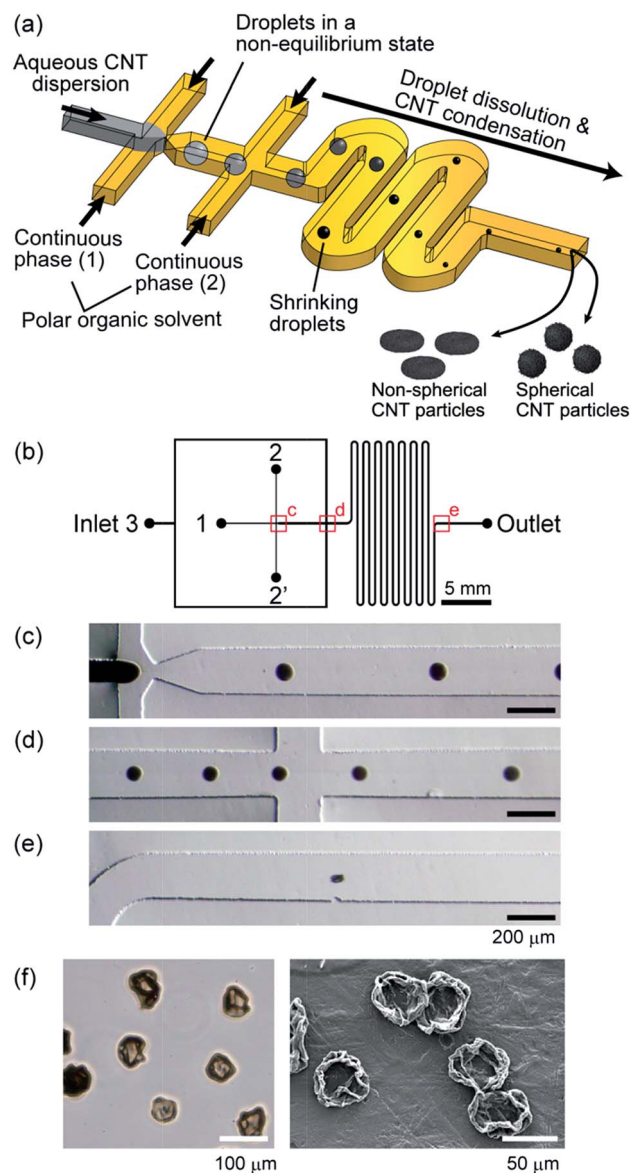 (a)
Droplets in a
non-equilibrium state
Aqueous CNT
dispersion
Droplet dissolution &
CNT condensation
Continuous
phase (1)
Continuous
phase (2)
Polar organic solvent
Shrinking
droplets
Non-spherical
CNT particles
Spherical
CNT particles
(b)
2
c
d
e
Inlet 3
1
Outlet
2'
5 mm
(c)
(d)
(e)
200 μm
(f)
100 μm
50 μm